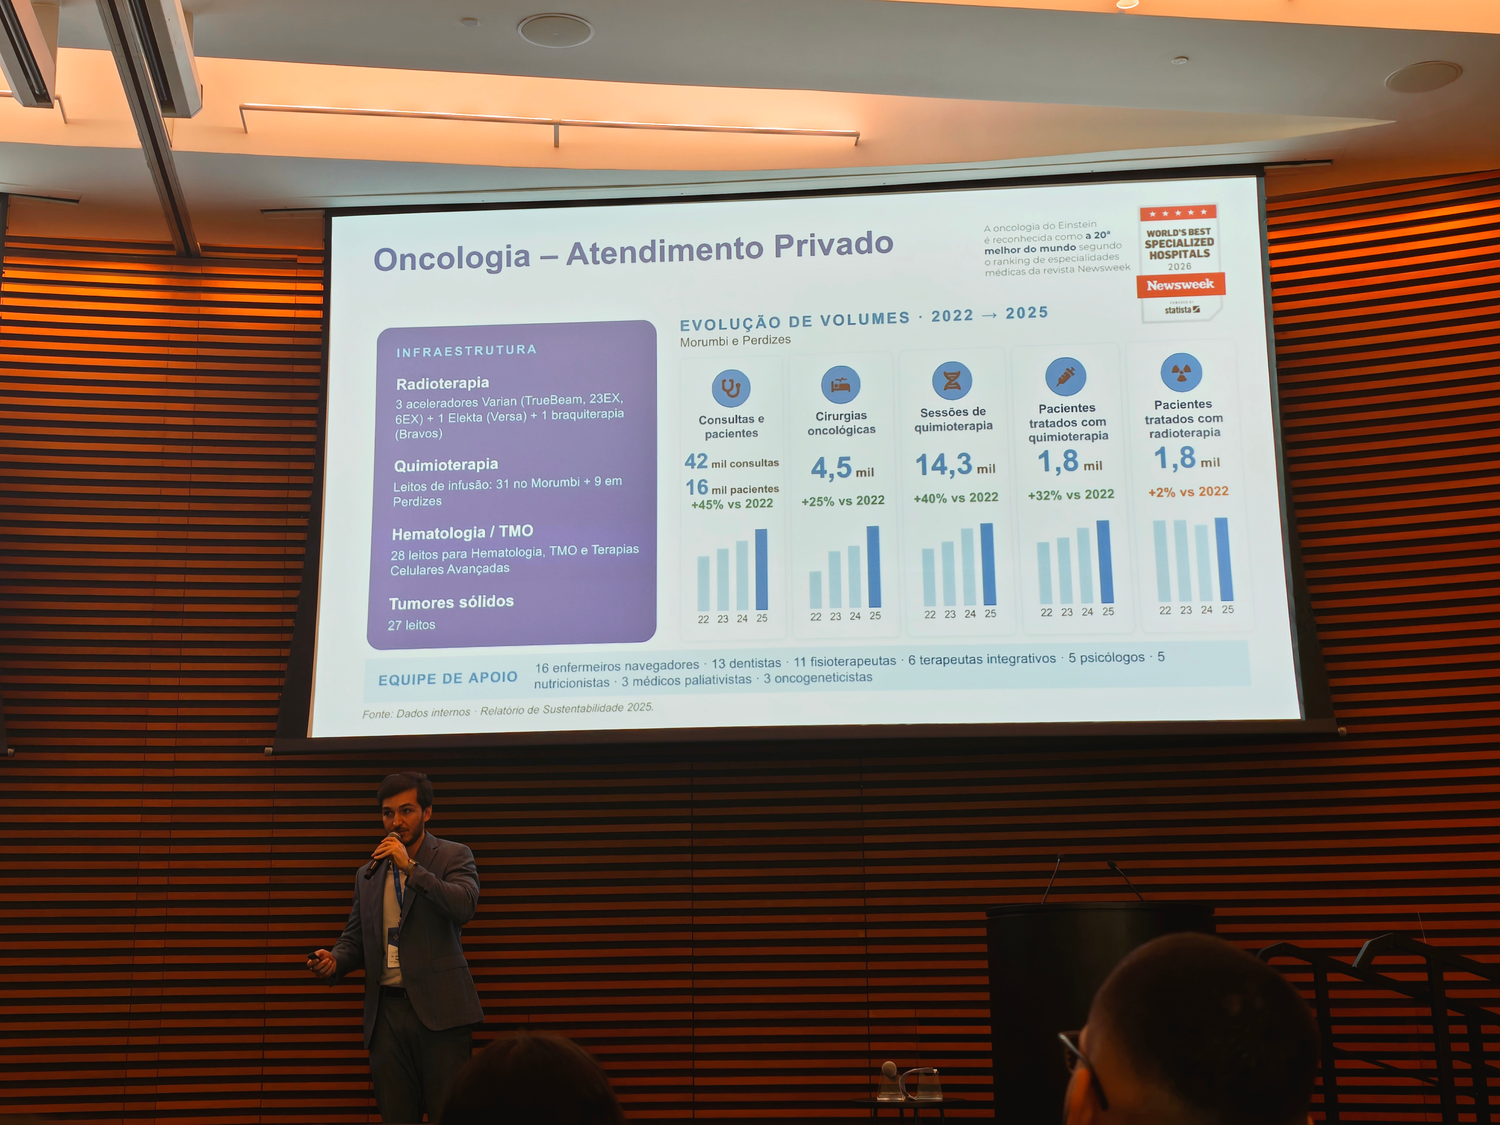 Oncologia – Atendimento Privado
A oncologia do Einstein
é reconhecida como a 20ª
melhor do mundo segundo
o ranking de especialidades
médicas da revista Newsweek
★★★★★
WORLD'S BEST
SPECIALIZED
HOSPITALS
2026
Newsweek
POWERED BY
statista
INFRAESTRUTURA
Radioterapia
3 aceleradores Varian (TrueBeam, 23EX,
6EX) + 1 Elekta (Versa) + 1 braquiterapia
(Bravos)
Quimioterapia
Leitos de infusão: 31 no Morumbi + 9 em
Perdizes
Hematologia / TMO
28 leitos para Hematologia, TMO e Terapias
Celulares Avançadas
Tumores sólidos
27 leitos
EVOLUÇÃO DE VOLUMES · 2022 → 2025
Morumbi e Perdizes
Consultas e
pacientes
42 mil consultas
16 mil pacientes
+45% vs 2022
22 23 24 25
Cirurgias
oncológicas
4,5 mil
+25% vs 2022
22 23 24 25
Sessões de
quimioterapia
14,3 mil
+40% vs 2022
22 23 24 25
Pacientes
tratados com
quimioterapia
1,8 mil
+32% vs 2022
22 23 24 25
Pacientes
tratados com
radioterapia
1,8 mil
+2% vs 2022
22 23 24 25
EQUIPE DE APOIO
16 enfermeiros navegadores · 13 dentistas · 11 fisioterapeutas · 6 terapeutas integrativos · 5 psicólogos · 5
nutricionistas · 3 médicos paliativistas · 3 oncogeneticistas
Fonte: Dados internos · Relatório de Sustentabilidade 2025.